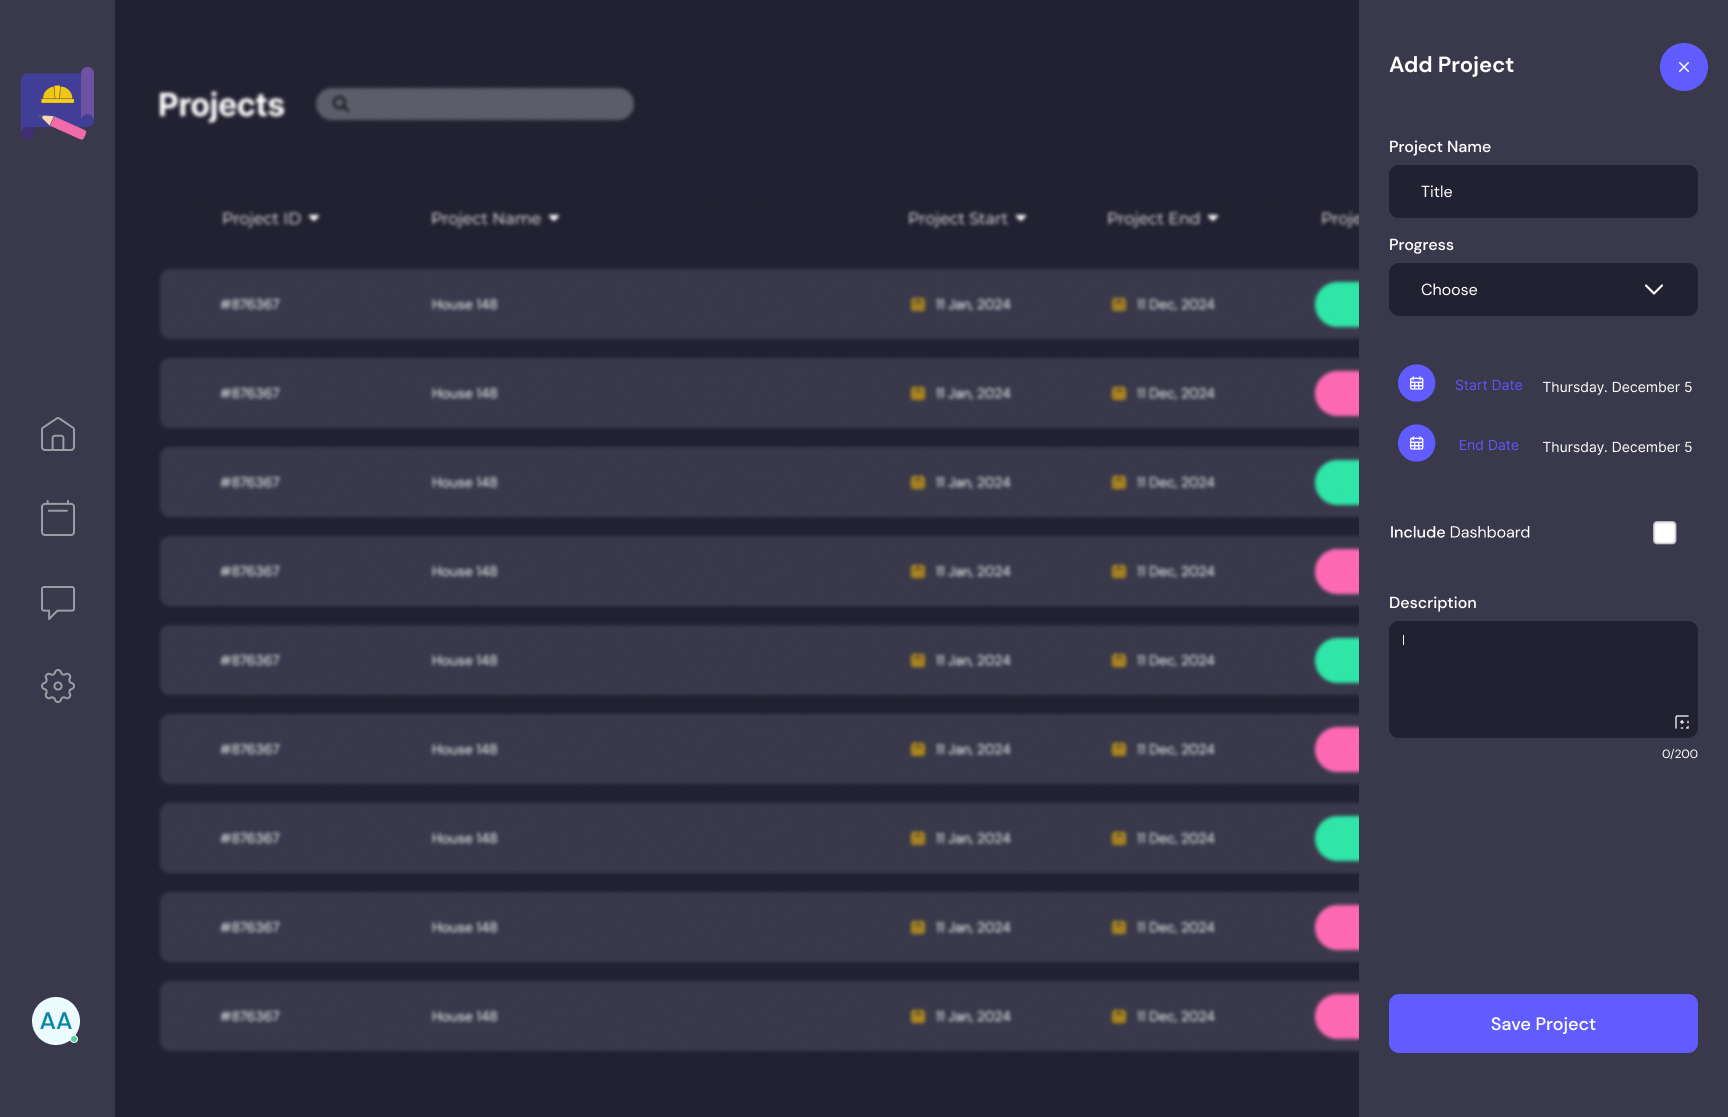 Add Project
Projects
Project Name
Title
Project ID Project Name Project Start Project End Proje
Progress
Choose
#876367 House 148 11 Jan, 2024 11 Dec, 2024
Start Date Thursday. December 5
#876367 House 148 11 Jan, 2024 11 Dec, 2024
End Date Thursday. December 5
#876367 House 148 11 Jan, 2024 11 Dec, 2024
Include Dashboard
#876367 House 148 11 Jan, 2024 11 Dec, 2024
Description
#876367 House 148 11 Jan, 2024 11 Dec, 2024
0/200
#876367 House 148 11 Jan, 2024 11 Dec, 2024
#876367 House 148 11 Jan, 2024 11 Dec, 2024
#876367 House 148 11 Jan, 2024 11 Dec, 2024
#876367 House 148 11 Jan, 2024 11 Dec, 2024
AA
Save Project